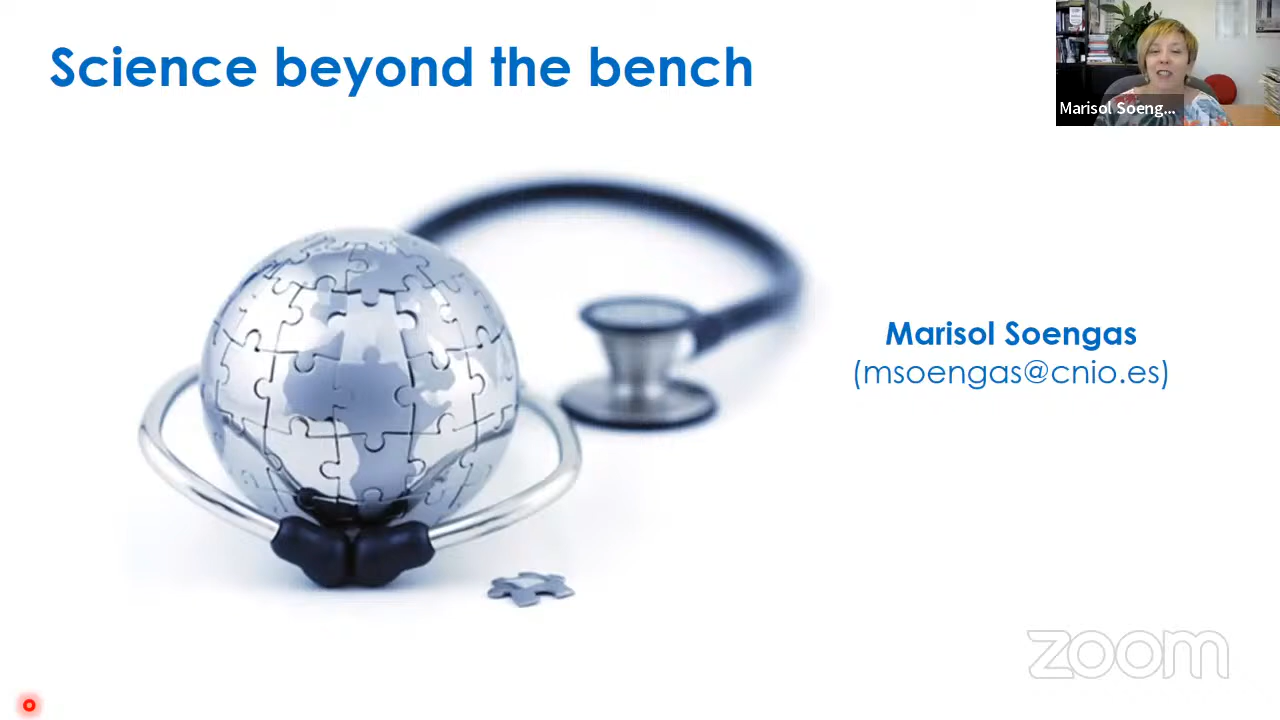 Science beyond the bench
Marisol Soeng...
Marisol Soengas
(msoengas@cnio.es)
zoom